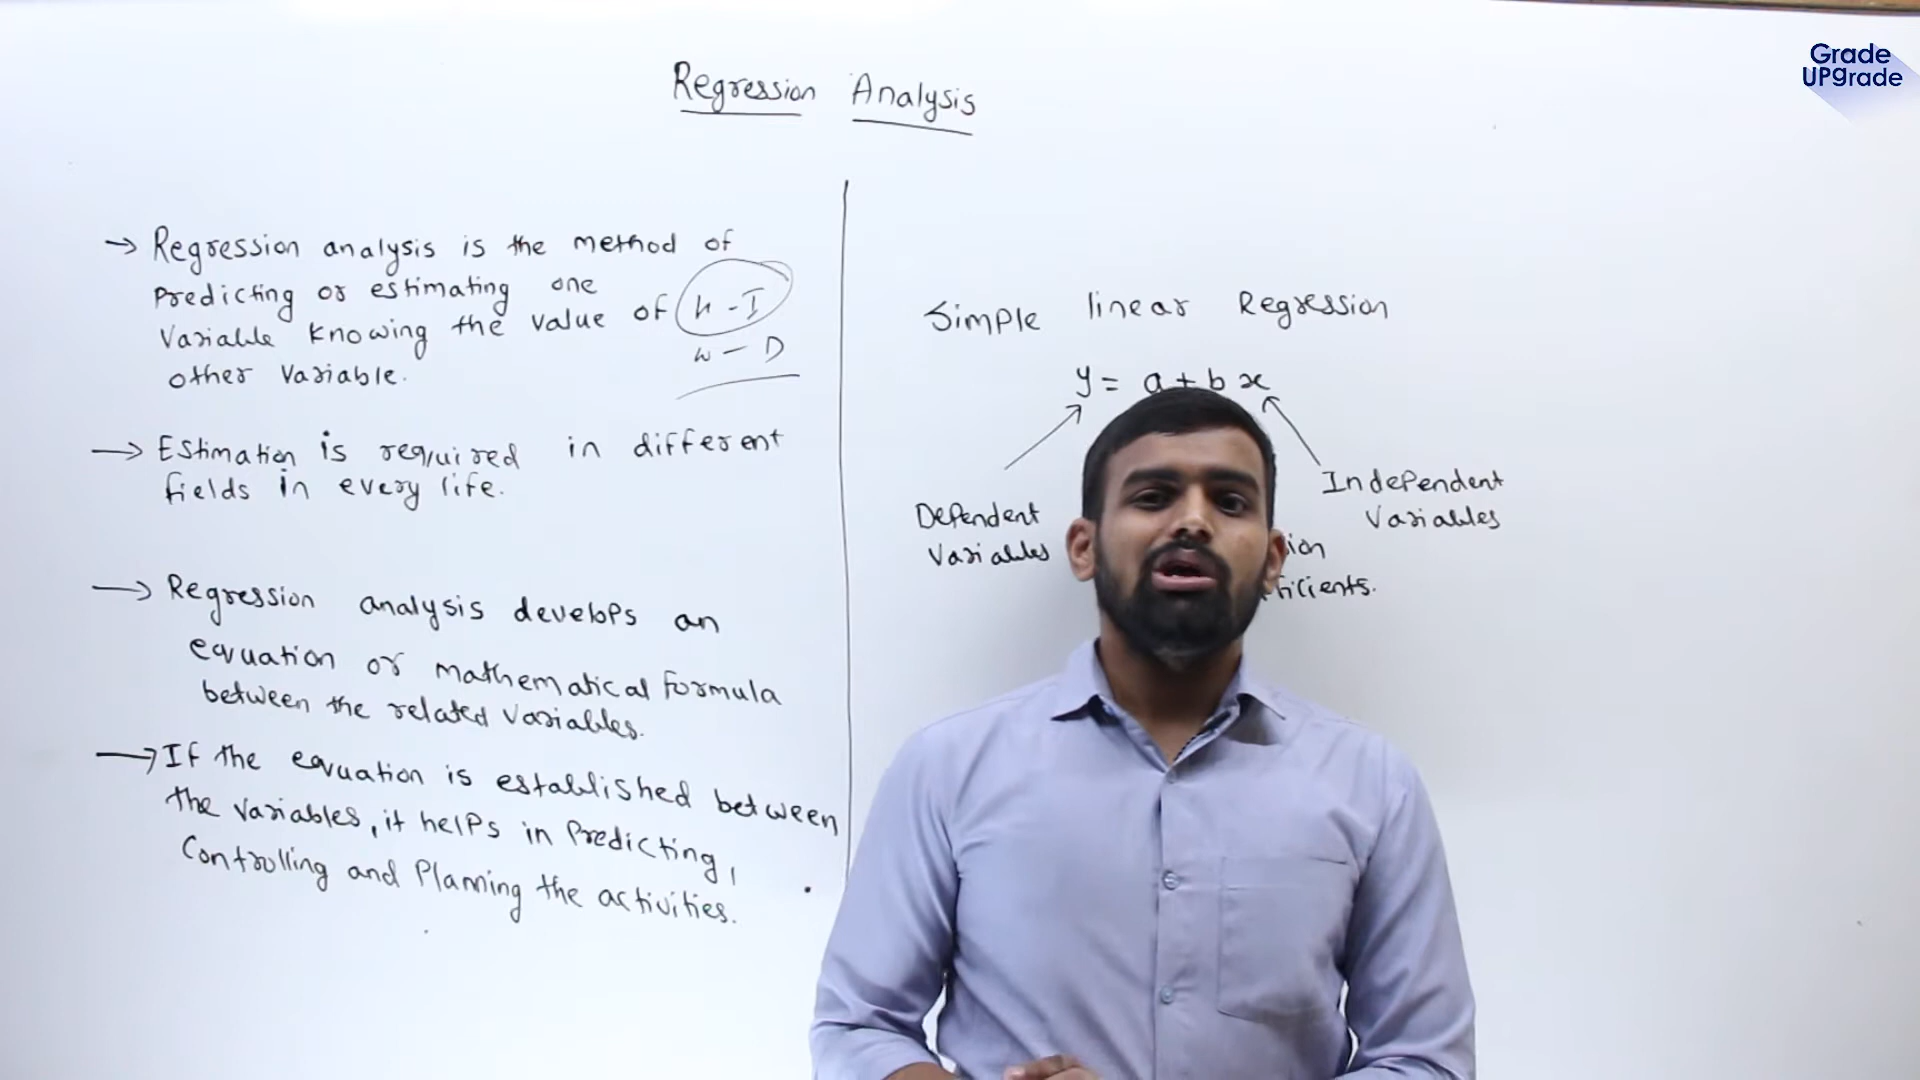 Grade
UPgrade
Regression Analysis
→ Regression analysis is the method of
Predicting or estimating one
Variable knowing the value of
other variable.
h - I
w - D
→ Estimation is required in different
fields in every life.
→ Regression analysis develops an
equation or mathematical formula
between the related variables.
→ If the equation is established between
the variables, it helps in Predicting,
Controlling and Planning the activities.
Simple linear Regression
y = a + b x
Dependent
Variables
Independent
Variables